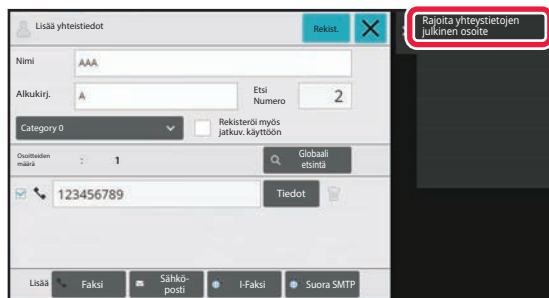 Lisää yhteistiedot
Rekist.
Rajoita yhteystietojen
julkinen osoite
Nimi
AAA
Alkukirj.
A
Etsi
Numero
2
Category 0
Rekisteröi myös
jatkuv. käyttöön
Osoitteiden
määrä
:
1
Globaali
etsintä
123456789
Tiedot
Lisää
Faksi
Sähkö-
posti
I-Faksi
Suora SMTP